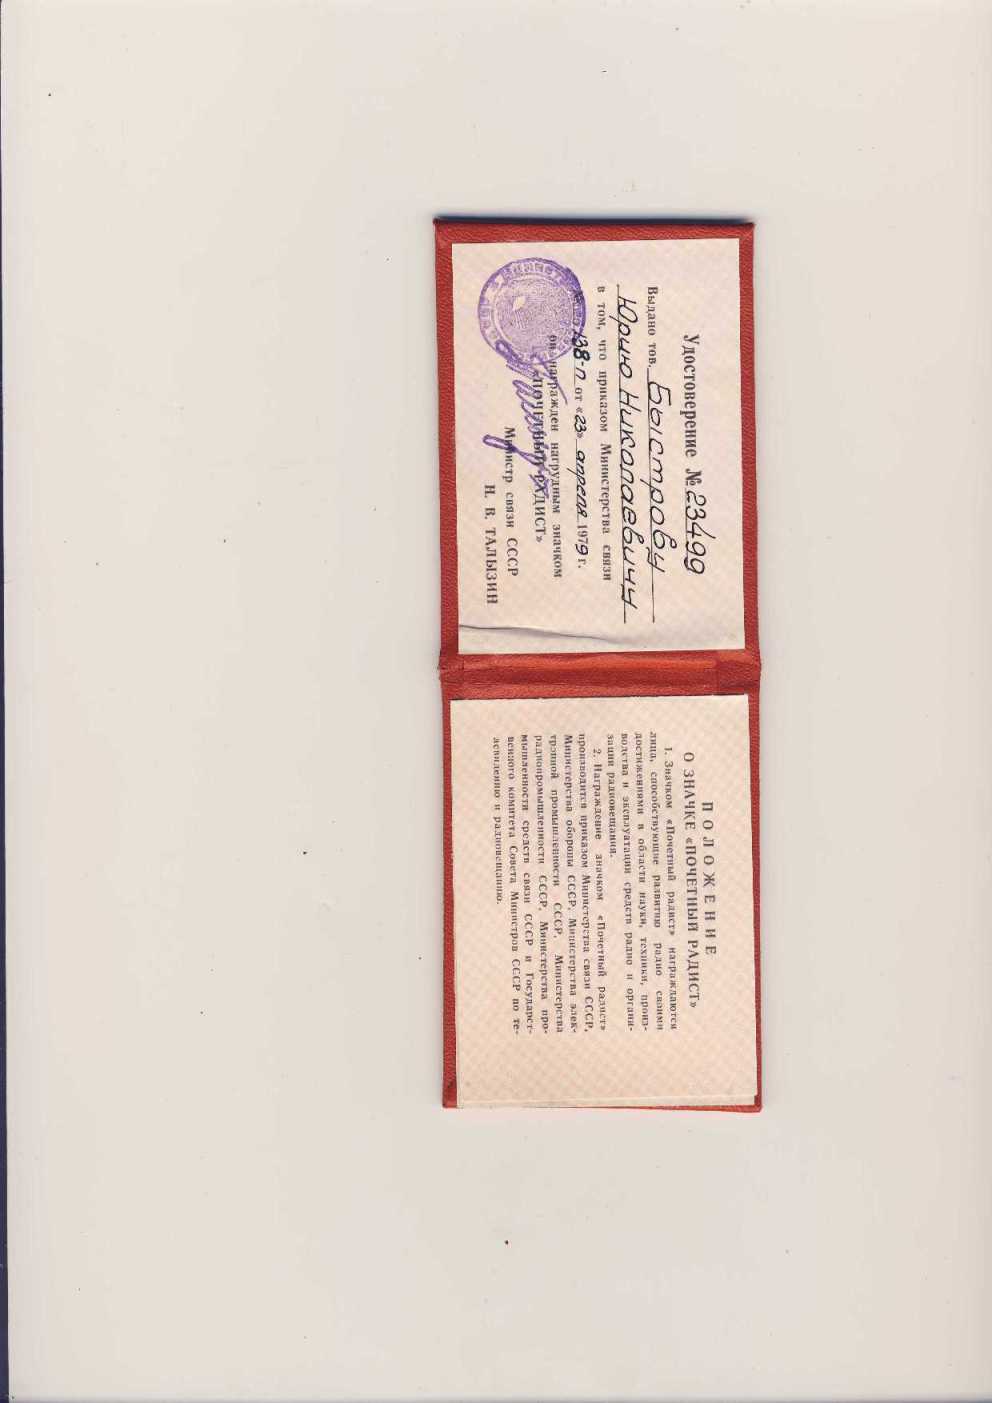 Удостоверение № 23499
Выдано тов. Быстрову
Юрию Николаевичу
в том, что приказом Министерства связи
№ 138-п от «23» апреля 1979 г.
он награжден нагрудным значком
«ПОЧЕТНЫЙ РАДИСТ»
Министр связи СССР
Н. В. ТАЛЫЗИН
ПОЛОЖЕНИЕ
О ЗНАЧКЕ «ПОЧЕТНЫЙ РАДИСТ»
1. Значком «Почетный радист» награждаются
лица, способствующие развитию радио своими
достижениями в области науки, техники, произ-
водства и эксплуатации средств радио и органи-
зации радиовещания.
2. Награждение значком «Почетный радист»
производится приказом Министерства связи СССР,
Министерства обороны СССР, Министерства элек-
тронной промышленности СССР, Министерства
радиопромышленности СССР, Министерства про-
мышленности средств связи СССР и Государст-
венного комитета Совета Министров СССР по те-
левидению и радиовещанию.